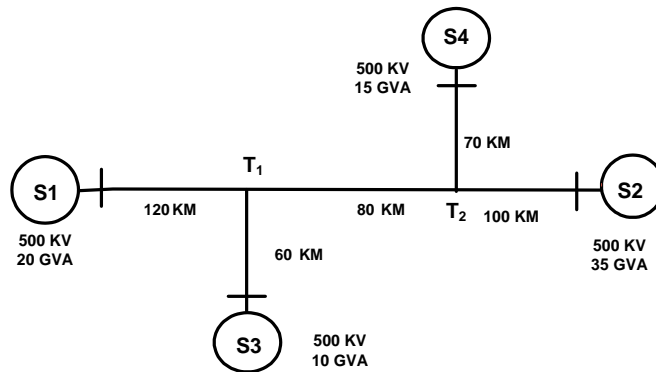 S4
500 KV
15 GVA
70 KM
T₁
S1
120 KM
80 KM
T₂
100 KM
S2
500 KV
20 GVA
60 KM
500 KV
35 GVA
S3
500 KV
10 GVA